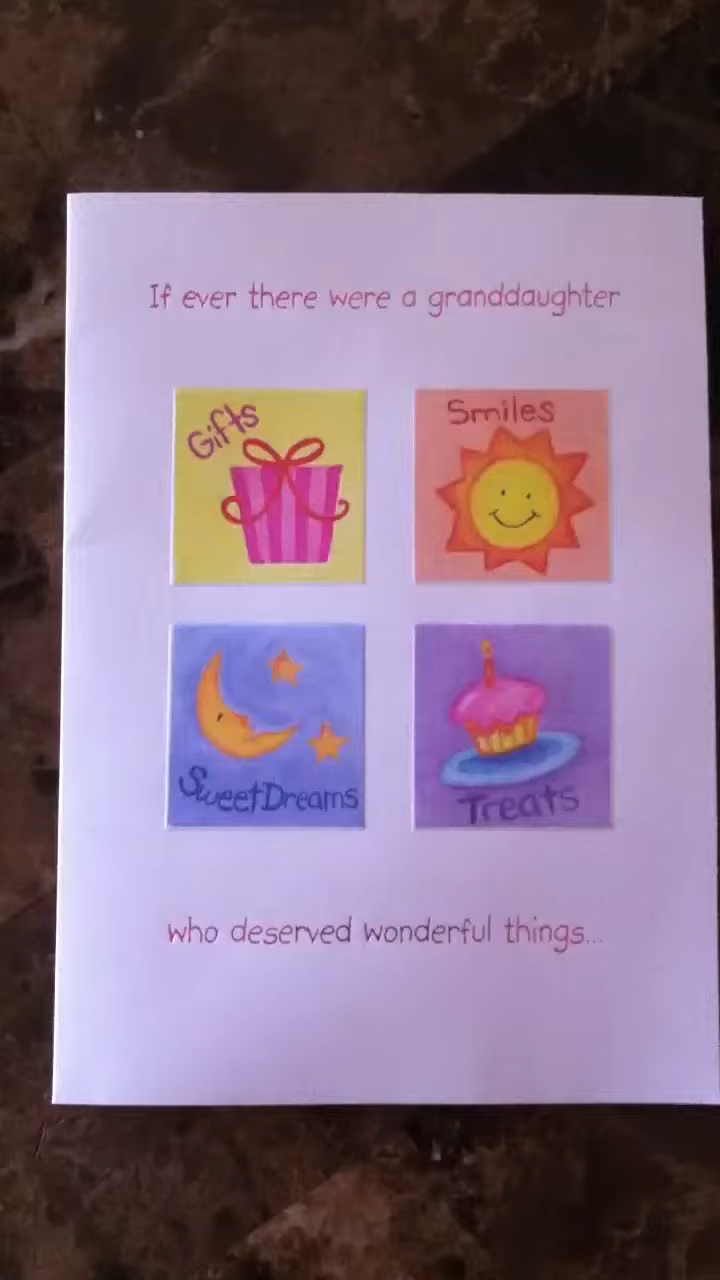 If ever there were a granddaughter
Gifts
Smiles
Sweet Dreams
Treats
who deserved wonderful things...